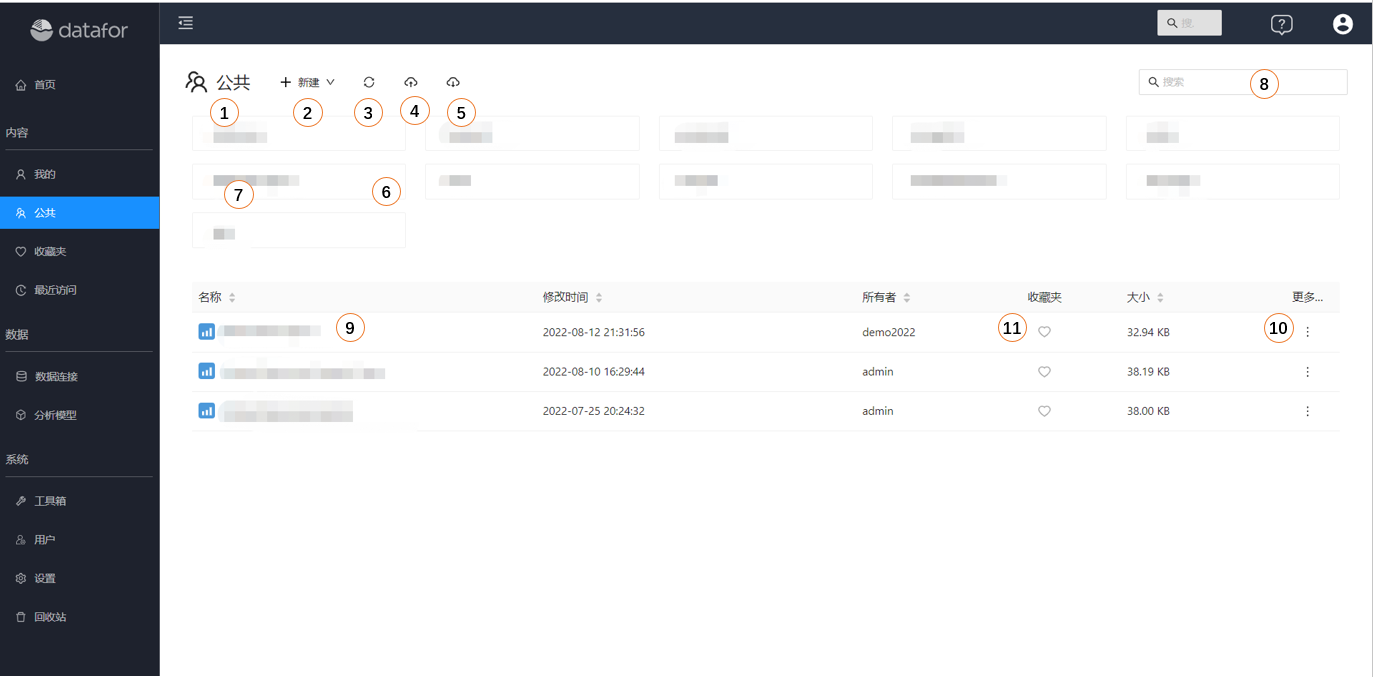 datafor
搜.
首页
内容
我的
公共
收藏夹
最近访问
数据
数据连接
分析模型
系统
工具箱
用户
设置
回收站
公共 新建 搜索
1 2 3 4 5 8
7 6
名称 修改时间 所有者 收藏夹 大小 更多...
9 2022-08-12 21:31:56 demo2022 11 32.94 KB 10
2022-08-10 16:29:44 admin 38.19 KB
2022-07-25 20:24:32 admin 38.00 KB